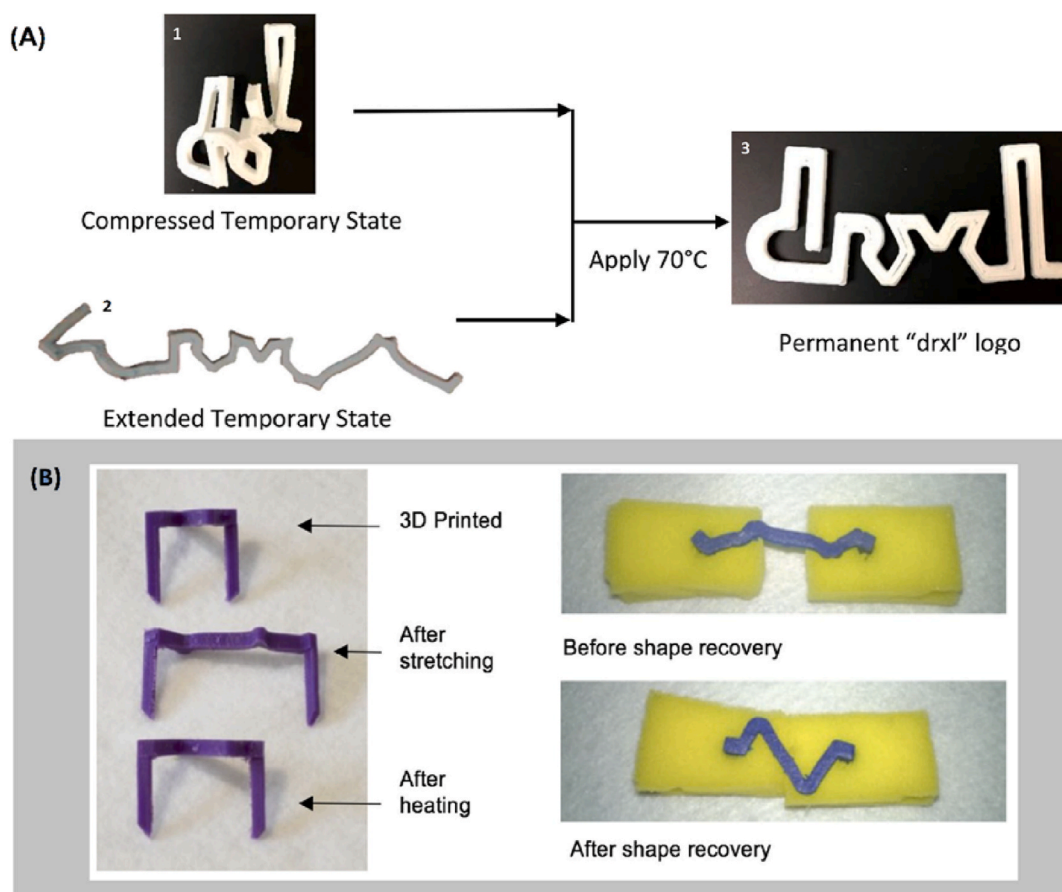 (A)
1
Compressed Temporary State
2
Extended Temporary State
Apply 70°C
3
Permanent “drxl” logo
(B)
3D Printed
After
stretching
After
heating
Before shape recovery
After shape recovery